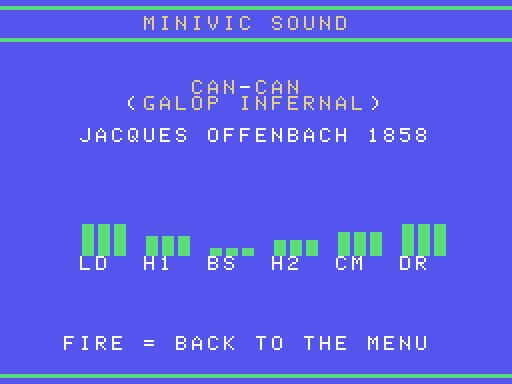 MINIVIC SOUND
CAN-CAN
(GALOP INFERNAL)
JACQUES OFFENBACH 1858
LD H1 BS H2 CM DR
FIRE = BACK TO THE MENU